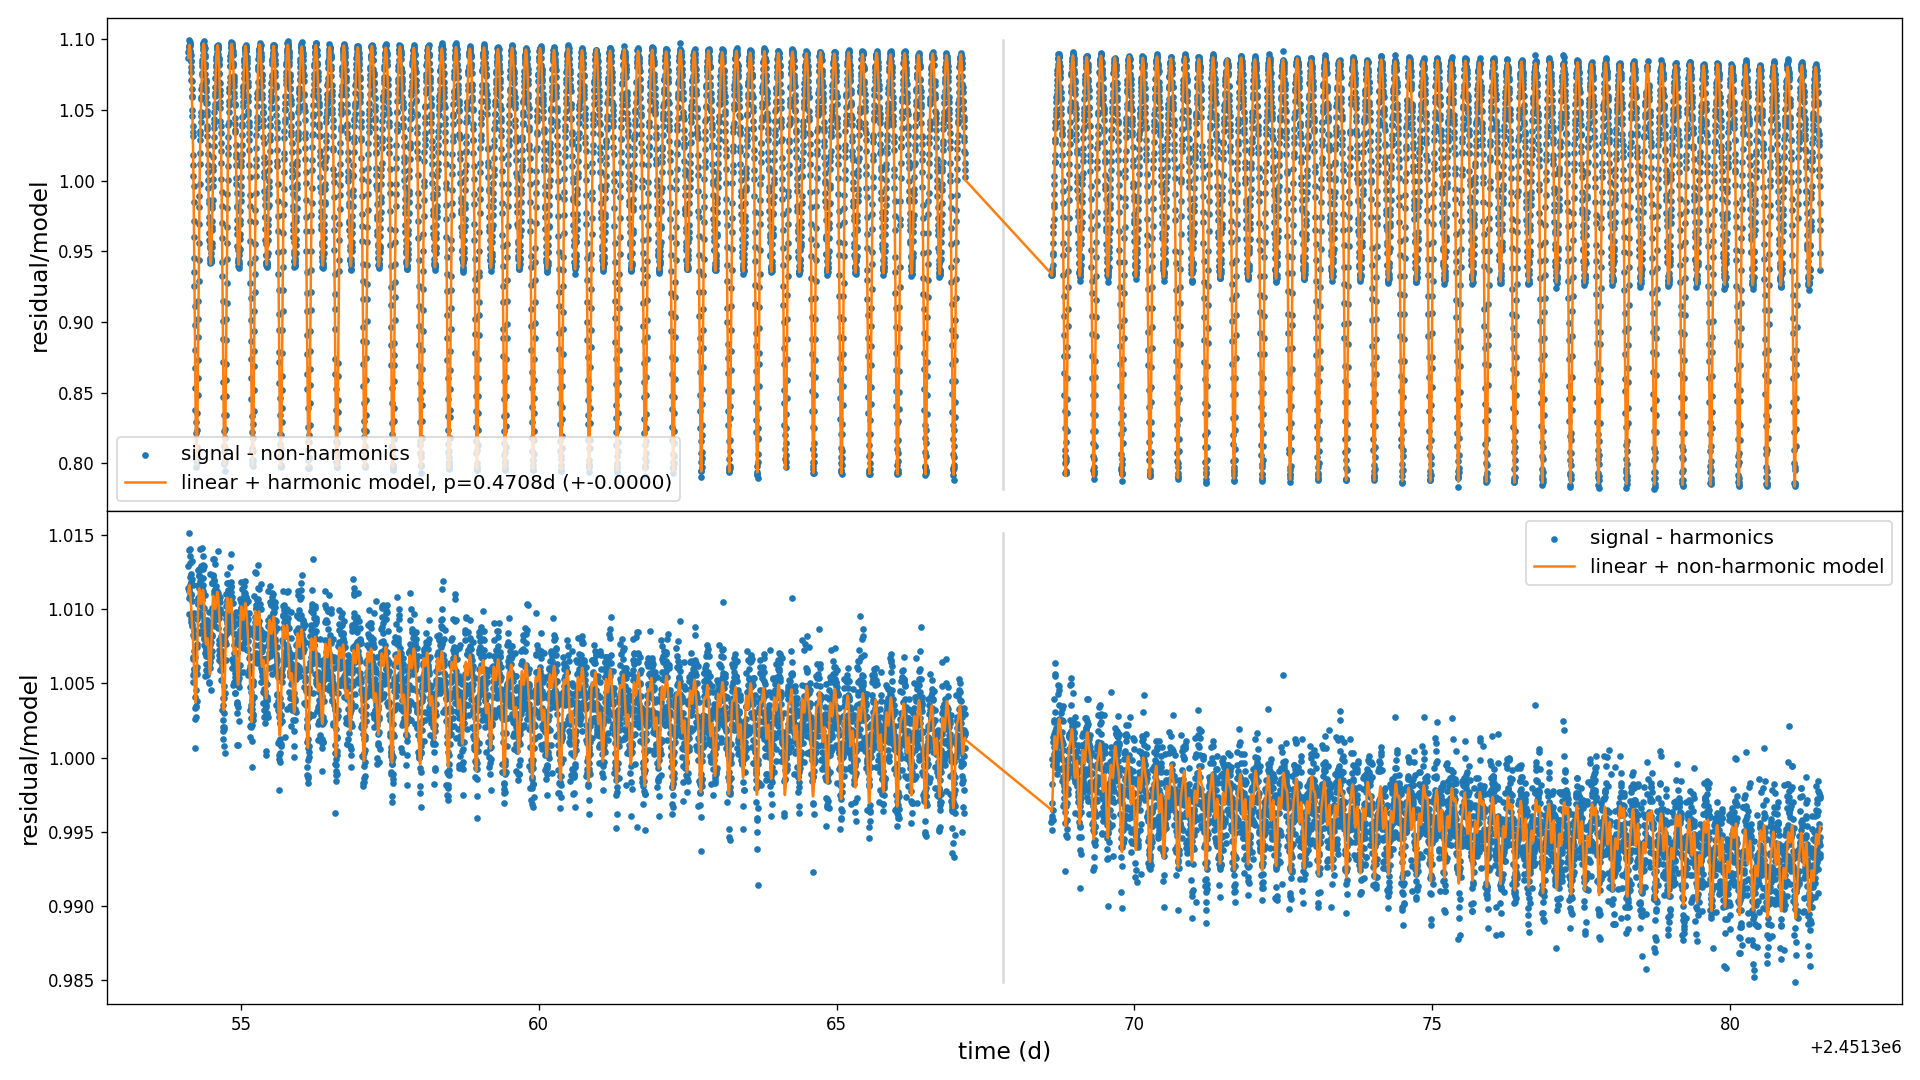 1.10
1.05
1.00
0.95
0.90
0.85
0.80
residual/model
signal - non-harmonics
linear + harmonic model, p=0.4708d (+-0.0000)
1.015
1.010
1.005
1.000
0.995
0.990
0.985
residual/model
signal - harmonics
linear + non-harmonic model
55 60 65 70 75 80
time (d)
+2.4513e6